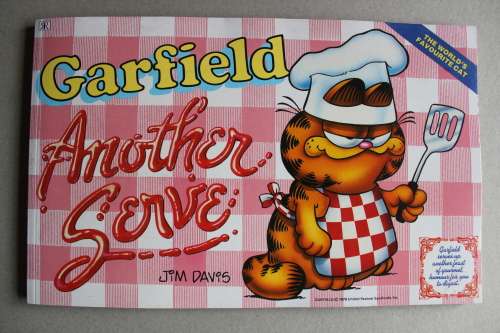 Garfield
THE WORLD'S
FAVOURITE CAT
Another
Serve
JIM DAVIS
Garfield
serves up
another feast
of gourmet
humour for you
to digest.